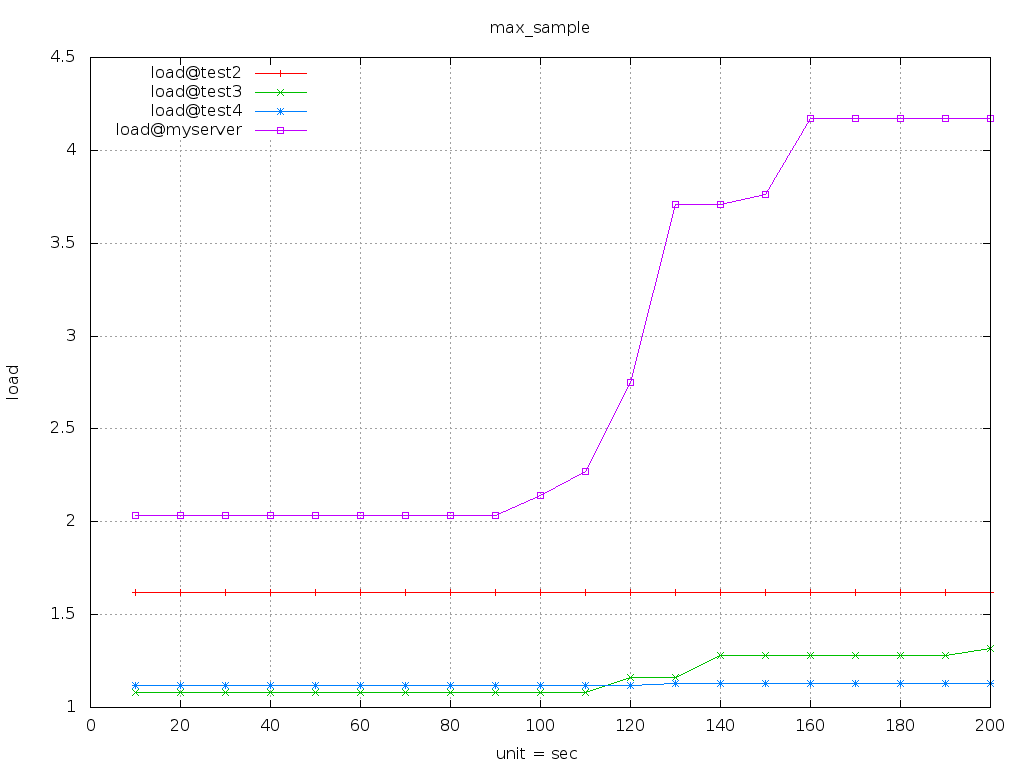 max_sample
4.5
load@test2
load@test3
load@test4
load@myserver
4
3.5
3
load
2.5
2
1.5
1
0 20 40 60 80 100 120 140 160 180 200
unit = sec